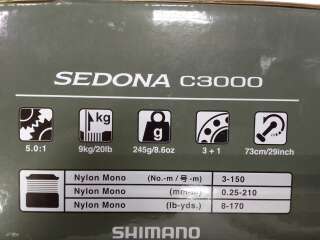 SEDONA C3000
kg
g
5.0:1 9kg/20lb 245g/8.6oz 3 + 1 73cm/29inch
Nylon Mono (No.-m / 号 -m) 3-150
Nylon Mono (mm-m) 0.25-210
Nylon Mono (lb-yds.) 8-170
SHIMANO